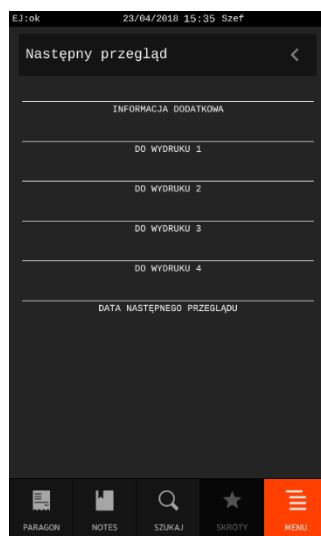 EJ:ok 23/04/2018 15:35 Szef
Następny przegląd
INFORMACJA DODATKOWA
DO WYDRUKU 1
DO WYDRUKU 2
DO WYDRUKU 3
DO WYDRUKU 4
DATA NASTĘPNEGO PRZEGLĄDU
PARAGON NOTES SZUKAJ SKRÓTY MENU